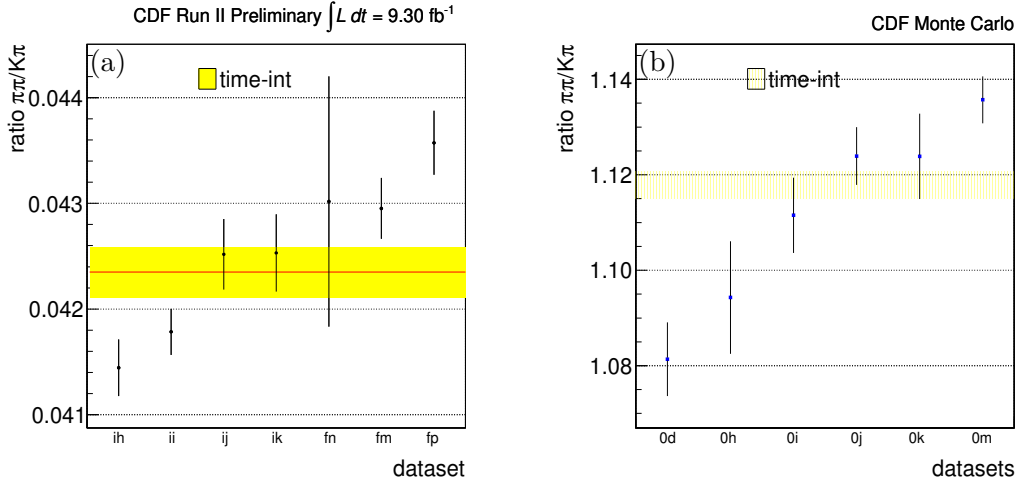 CDF Run II Preliminary ∫L dt = 9.30 fb⁻¹
(a)
time-int
ratio ππ/Kπ
0.044
0.043
0.042
0.041
ih ii ij ik fn fm fp
dataset
CDF Monte Carlo
(b)
time-int
ratio ππ/Kπ
1.14
1.12
1.10
1.08
0d 0h 0i 0j 0k 0m
datasets